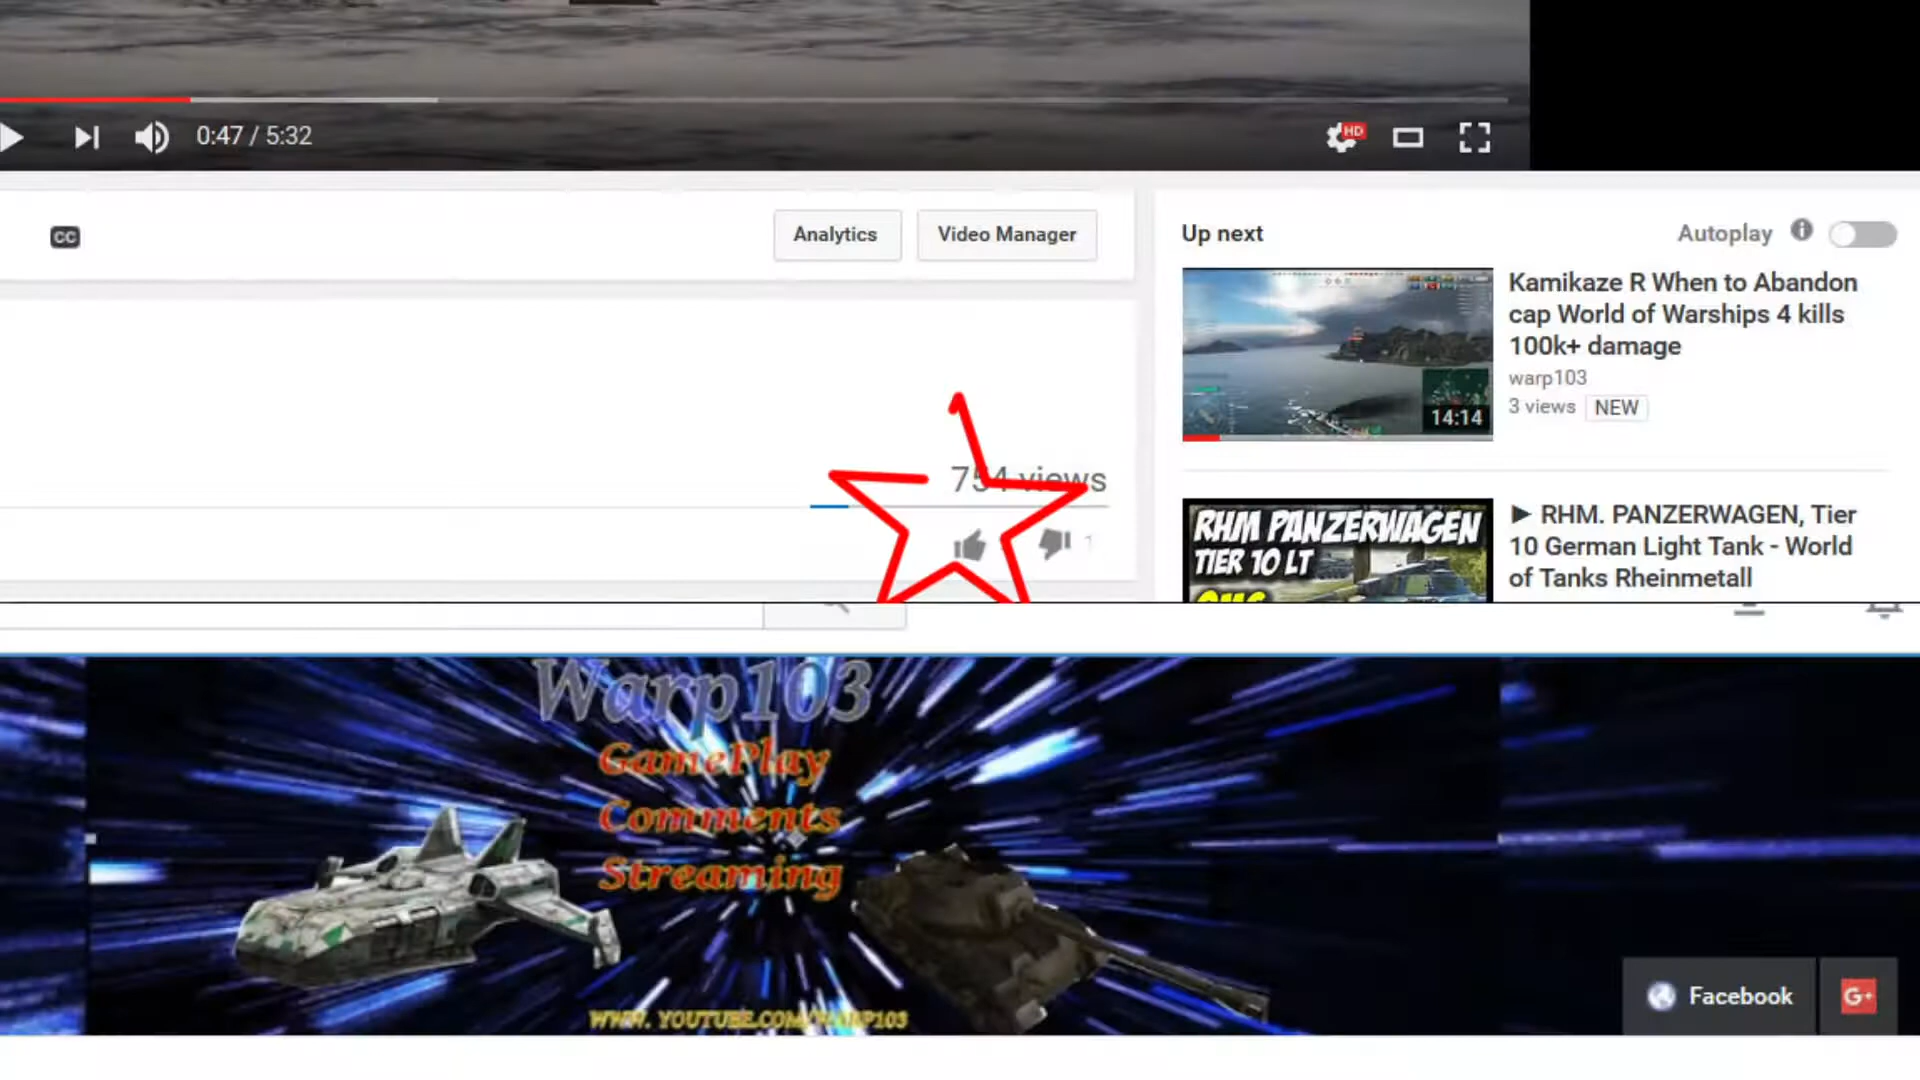 0:47 / 5:32
HD
CC
Analytics
Video Manager
Up next
Autoplay
Kamikaze R When to Abandon
cap World of Warships 4 kills
100k+ damage
warp103
3 views NEW
14:14
754 views
1
RHM PANZERWAGEN
TIER 10 LT
► RHM. PANZERWAGEN, Tier
10 German Light Tank - World
of Tanks Rheinmetall
Warp103
GamePlay
Comments
Streaming
WWW. YOUTUBE.COM/WARP103
Facebook
G+